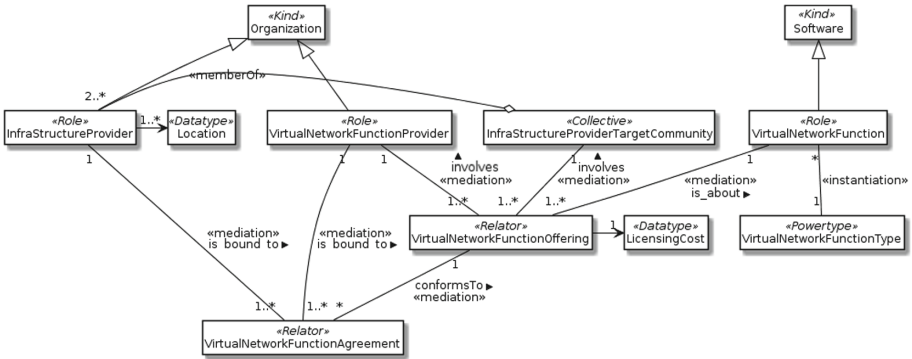 «Kind»
Organization
«Kind»
Software
«memberOf»
2..*
«Role»
InfraStructureProvider
1..*
«Datatype»
Location
«Role»
VirtualNetworkFunctionProvider
«Collective»
InfraStructureProviderTargetCommunity
«Role»
VirtualNetworkFunction
1
1
1
1
1
*
involves
«mediation»
involves
«mediation»
«mediation»
is_about
«instantiation»
1..*
1..*
1..*
1
«Relator»
VirtualNetworkFunctionOffering
1
«Datatype»
LicensingCost
«Powertype»
VirtualNetworkFunctionType
«mediation»
is bound to
«mediation»
is bound to
1
conformsTo
«mediation»
1..*
1..*
*
«Relator»
VirtualNetworkFunctionAgreement